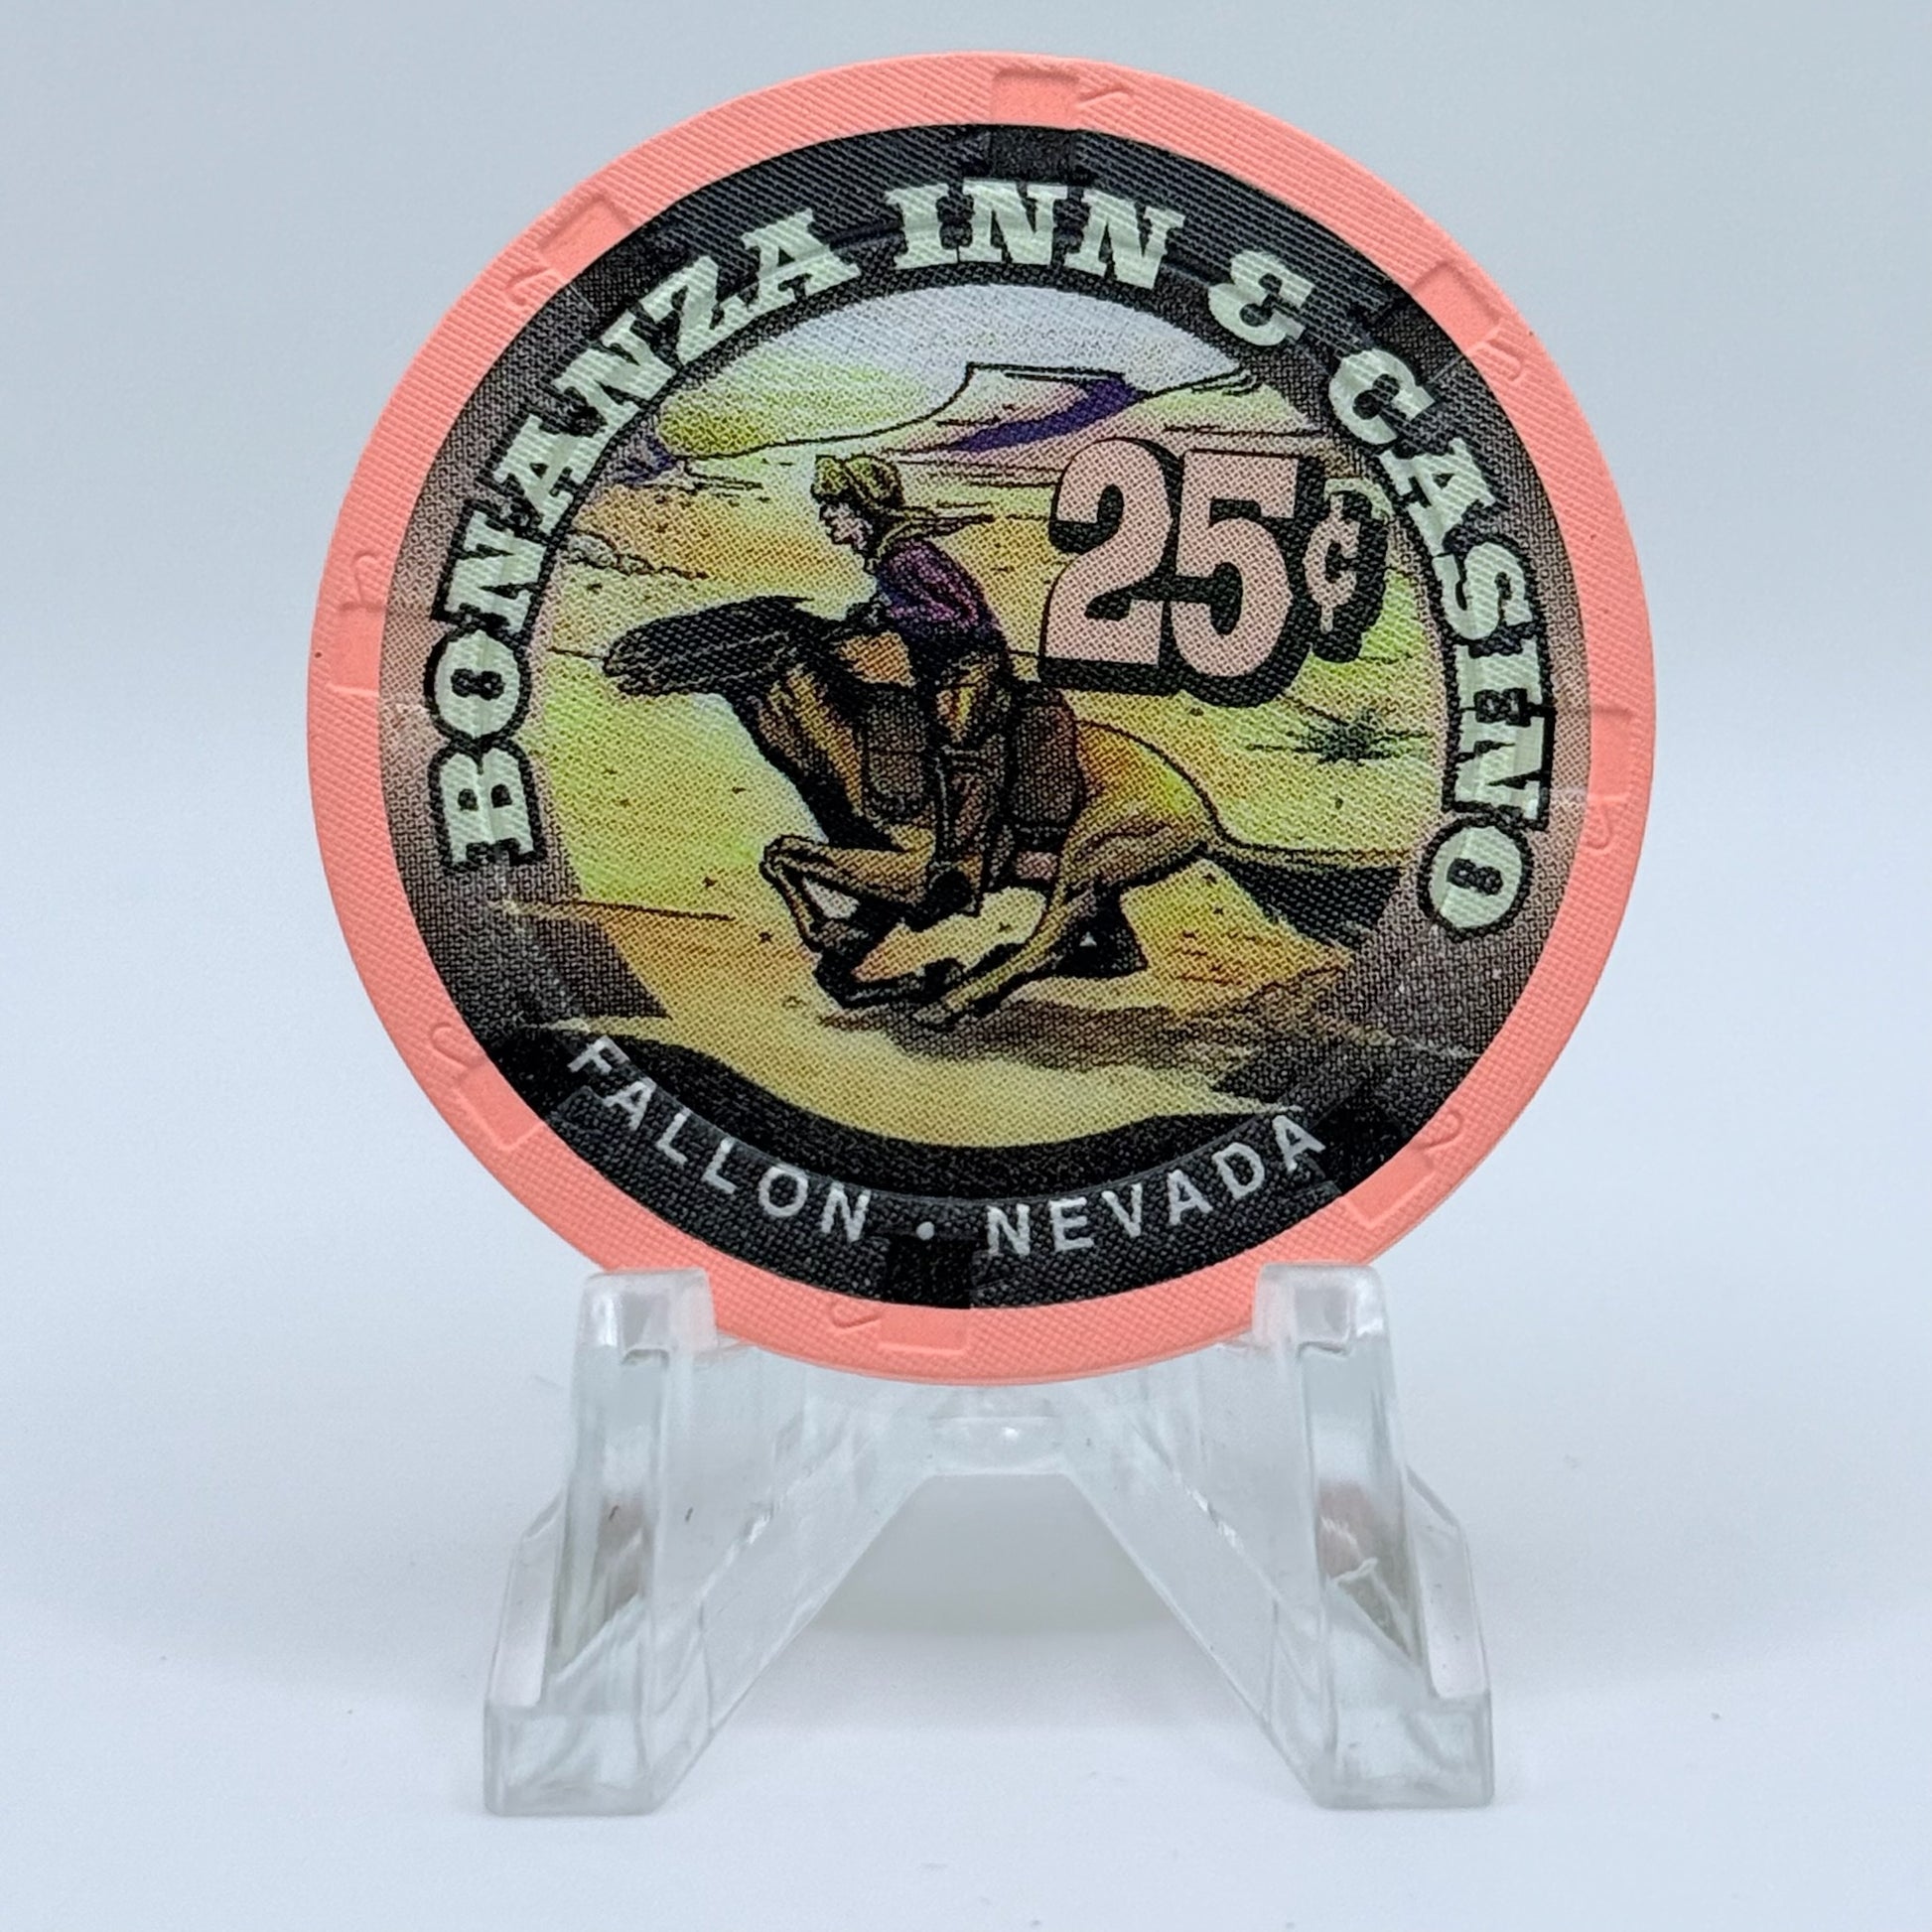 BONANZA INN & CASINO
25¢
FALLON • NEVADA